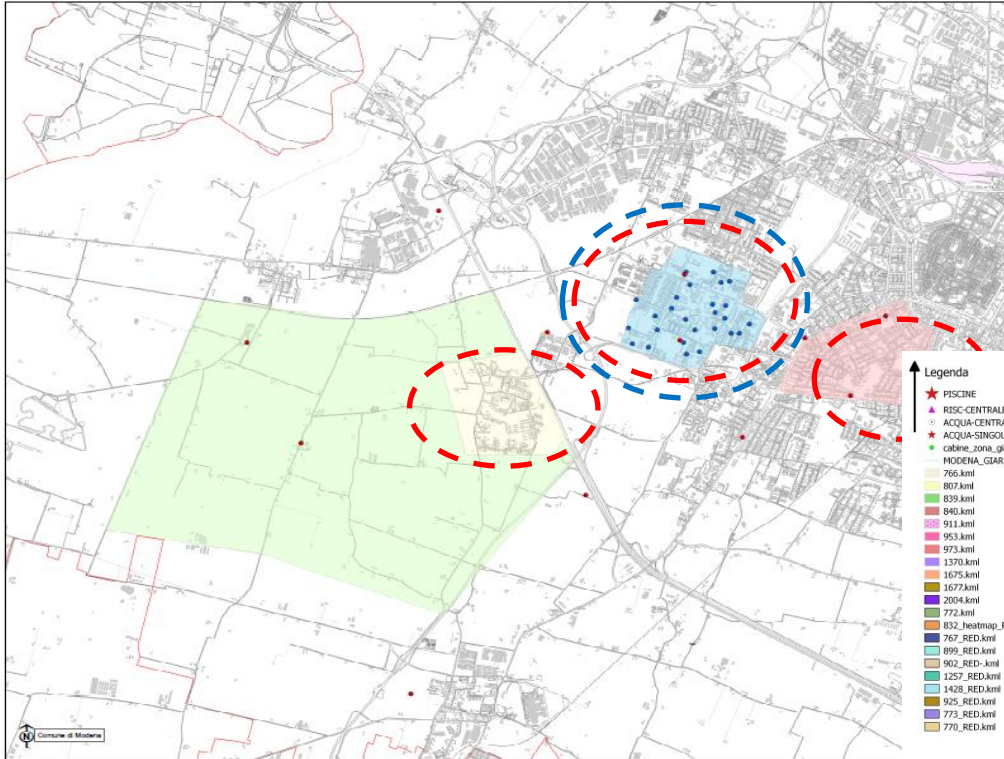 Legenda
PISCINE
RISC-CENTRALI
ACQUA-CENTRA
ACQUA-SINGOL
cabine_zona_gia
MODENA_GIAR
766.kml
807.kml
839.kml
840.kml
911.kml
953.kml
973.kml
1370.kml
1675.kml
1677.kml
2004.kml
772.kml
832_heatmap_R
767_RED.kml
899_RED.kml
902_RED-.kml
1257_RED.kml
1428_RED.kml
925_RED.kml
773_RED.kml
770_RED.kml
N Comune di Modena